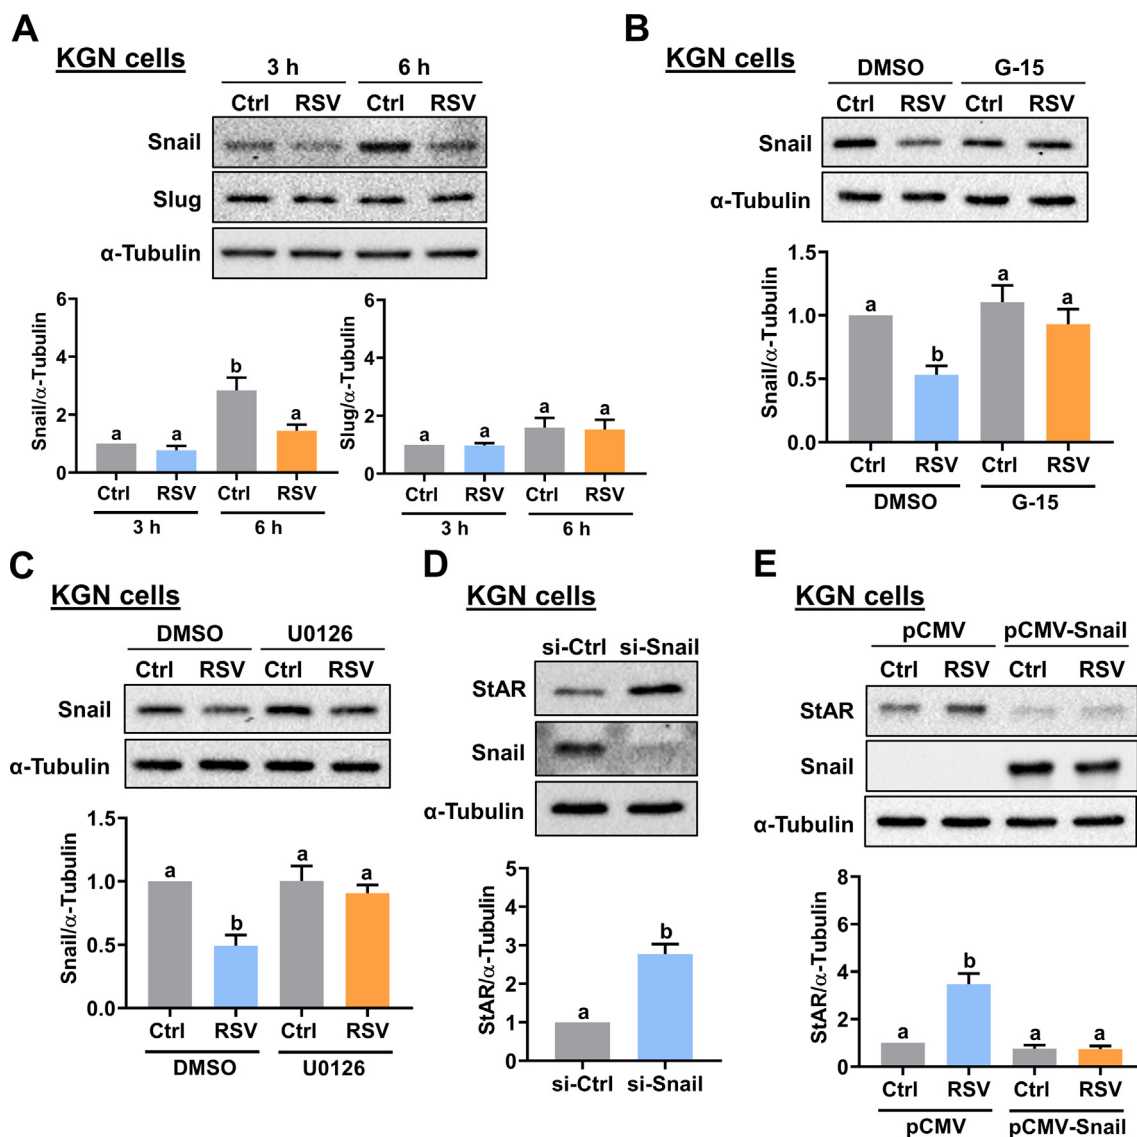 A
KGN cells
3 h 6 h
Ctrl RSV Ctrl RSV
Snail
Slug
α-Tubulin
Snail/α-Tubulin
6
4
2
0
a a b a
Ctrl RSV Ctrl RSV
3 h 6 h
Slug/α-Tubulin
6
4
2
0
a a a a
Ctrl RSV Ctrl RSV
3 h 6 h
B
KGN cells
DMSO G-15
Ctrl RSV Ctrl RSV
Snail
α-Tubulin
Snail/α-Tubulin
1.5
1.0
0.5
0.0
a b a a
Ctrl RSV Ctrl RSV
DMSO G-15
C
KGN cells
DMSO U0126
Ctrl RSV Ctrl RSV
Snail
α-Tubulin
Snail/α-Tubulin
1.5
1.0
0.5
0.0
a b a a
Ctrl RSV Ctrl RSV
DMSO U0126
D
KGN cells
si-Ctrl si-Snail
StAR
Snail
α-Tubulin
StAR/α-Tubulin
5
4
3
2
1
0
a b
si-Ctrl si-Snail
E
KGN cells
pCMV pCMV-Snail
Ctrl RSV Ctrl RSV
StAR
Snail
α-Tubulin
StAR/α-Tubulin
8
6
4
2
0
a b a a
Ctrl RSV Ctrl RSV
pCMV pCMV-Snail